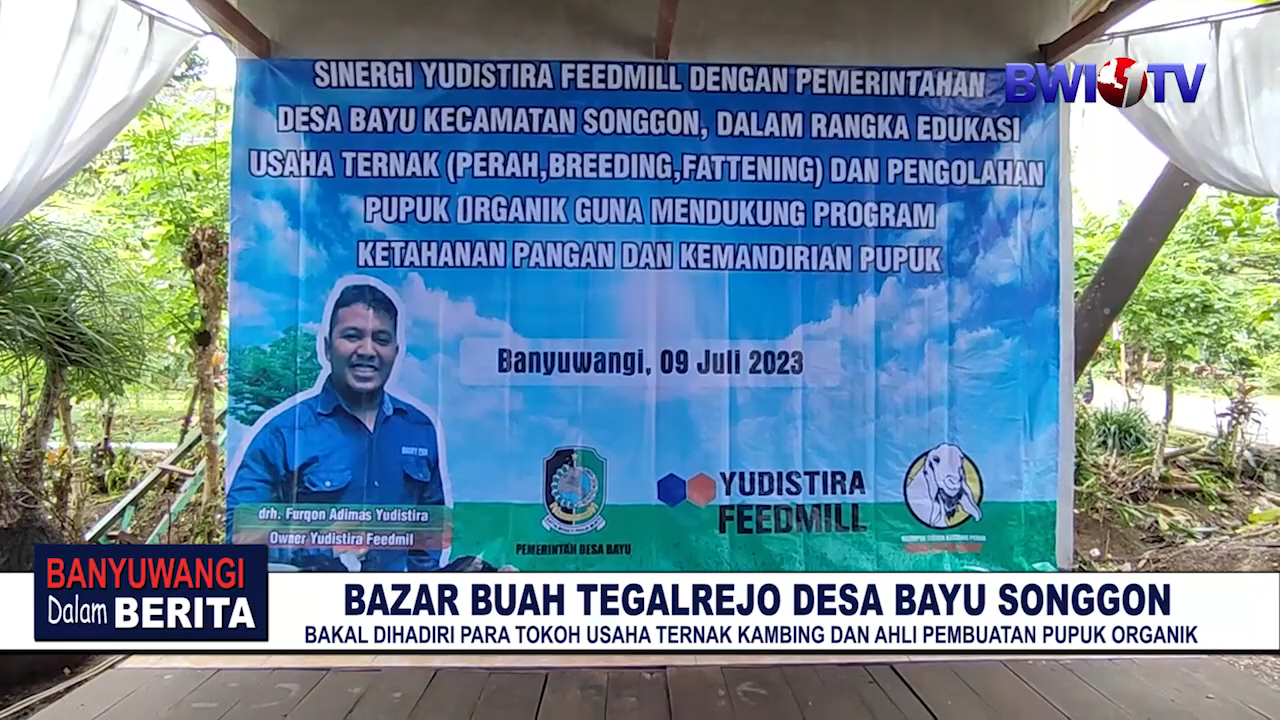 SINERGI YUDISTIRA FEEDMILL DENGAN PEMERINTAHAN
DESA BAYU KECAMATAN SONGGON, DALAM RANGKA EDUKASI
USAHA TERNAK (PERAH,BREEDING,FATTENING) DAN PENGOLAHAN
PUPUK ORGANIK GUNA MENDUKUNG PROGRAM
KETAHANAN PANGAN DAN KEMANDIRIAN PUPUK
BWI TV
Banyuwangi, 09 Juli 2023
drh. Furqon Adimas Yudistira
Owner Yudistira Feedmil
PEMERINTAH DESA BAYU
YUDISTIRA
FEEDMILL
BANYUWANGI
Dalam BERITA
BAZAR BUAH TEGALREJO DESA BAYU SONGGON
BAKAL DIHADIRI PARA TOKOH USAHA TERNAK KAMBING DAN AHLI PEMBUATAN PUPUK ORGANIK